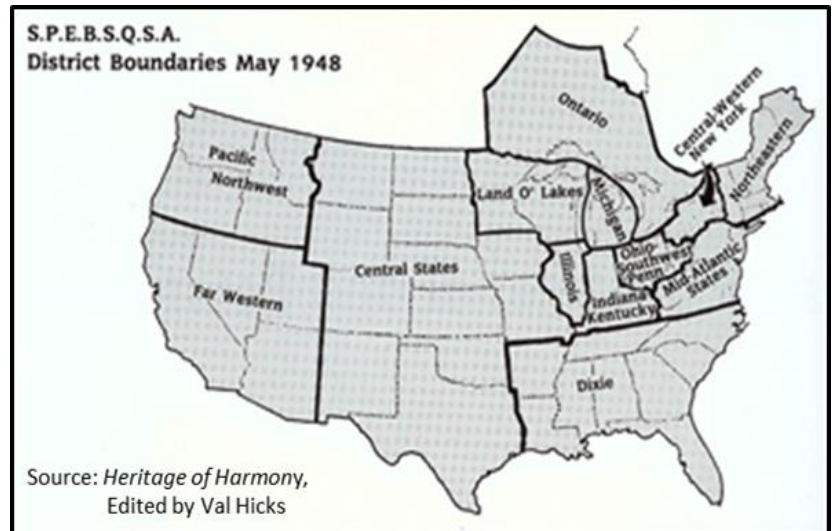 S.P.E.B.S.Q.S.A.
District Boundaries May 1948
Ontario
Central-Western
New York
Northeastern
Pacific
Northwest
Land O' Lakes
Michigan
Ohio-
Southwest
Penn
Mid-Atlantic
States
Illinois
Indiana
Kentucky
Central States
Far Western
Dixie
Source: Heritage of Harmony,
Edited by Val Hicks